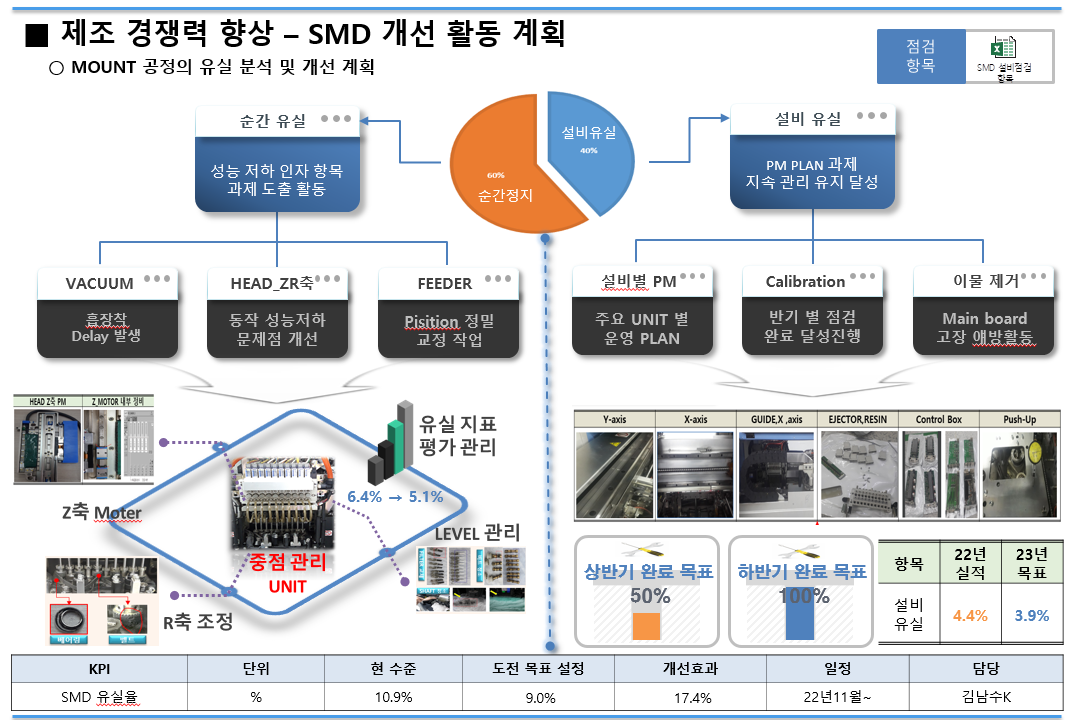 ■ 제조 경쟁력 향상 – SMD 개선 활동 계획
○ MOUNT 공정의 유실 분석 및 개선 계획
점검
항목
SMD 설비점검
항목
순간 유실
성능 저하 인자 항목
과제 도출 활동
설비유실
40%
60%
순간정지
설비 유실
PM PLAN 과제
지속 관리 유지 달성
VACUUM
흡장착
Delay 발생
HEAD_ZR축
동작 성능저하
문제점 개선
FEEDER
Pisition 정밀
교정 작업
설비별 PM
주요 UNIT 별
운영 PLAN
Calibration
반기 별 점검
완료 달성진행
이물 제거
Main board
고장 애방활동
HEAD Z축 PM
Z_MOTOR 내부 정비
유실 지표
평가 관리
6.4% → 5.1%
Z축 Moter
중점 관리
UNIT
LEVEL 관리
R축 조정
베어링
벨트
Y-axis
X-axis
GUIDE,X ,axis
EJECTOR,RESIN
Control Box
Push-Up
상반기 완료 목표
50%
하반기 완료 목표
100%
항목 22년 실적 23년 목표
설비 유실 4.4% 3.9%
KPI 단위 현 수준 도전 목표 설정 개선효과 일정 담당
SMD 유실율 % 10.9% 9.0% 17.4% 22년11월~ 김남수K